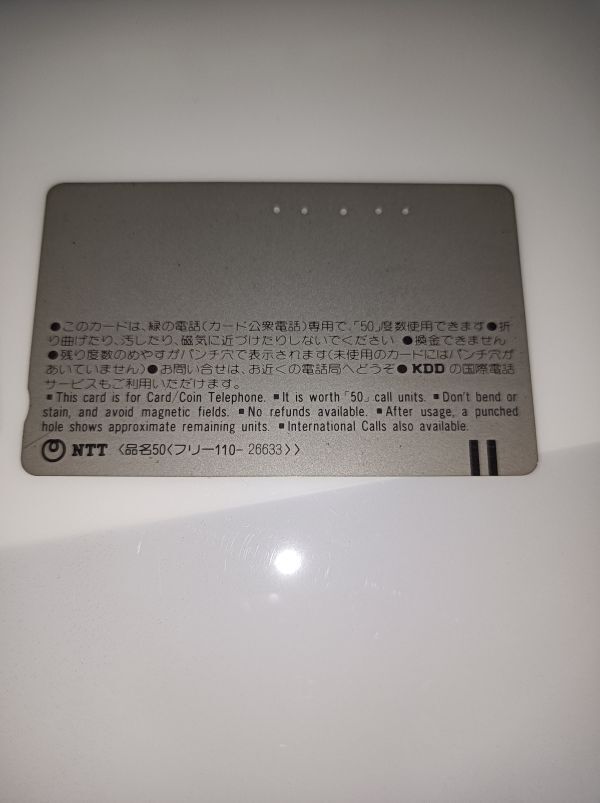 ●このカードは、緑の電話(カード公衆電話)専用で、「50」度数使用できます●折
り曲げたり、汚したり、磁気に近づけたりしないでください ●換金できません
●残り度数のめやすがパンチ穴で表示されます(未使用のカードにはパンチ穴が
あいていません)●お問い合せは、お近くの電話局へどうぞ● KDD の国際電話
サービスもご利用いただけます。
■This card is for Card/Coin Telephone. ■It is worth「50」call units. ■Don't bend or
stain, and avoid magnetic fields. ■No refunds available. ■After usage, a punched
hole shows approximate remaining units. ■International Calls also available.
NTT 〈品名50〈フリー110-26633〉〉